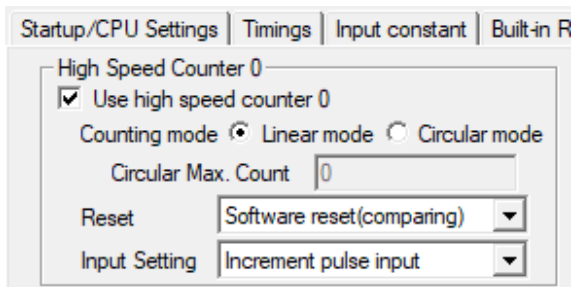 Startup/CPU Settings Timings Input constant Built-in R
High Speed Counter 0
Use high speed counter 0
Counting mode Linear mode Circular mode
Circular Max. Count 0
Reset Software reset(comparing)
Input Setting Increment pulse input